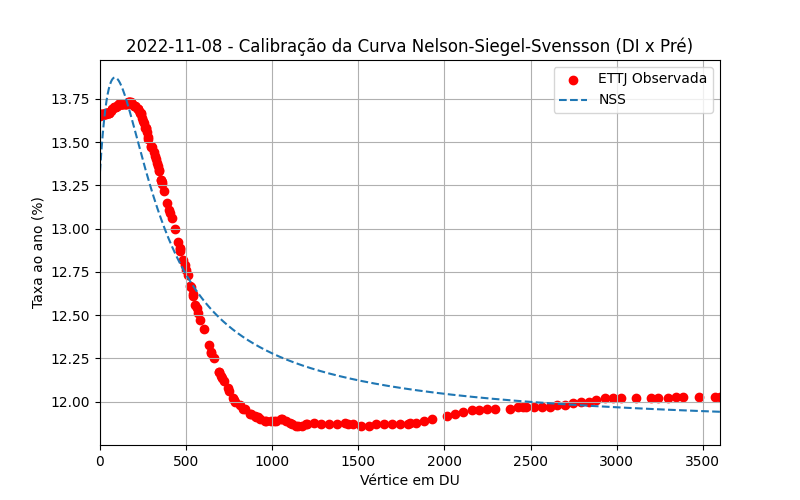 2022-11-08 - Calibração da Curva Nelson-Siegel-Svensson (DI x Pré)
ETTJ Observada
NSS
Taxa ao ano (%)
13.75
13.50
13.25
13.00
12.75
12.50
12.25
12.00
0 500 1000 1500 2000 2500 3000 3500
Vértice em DU